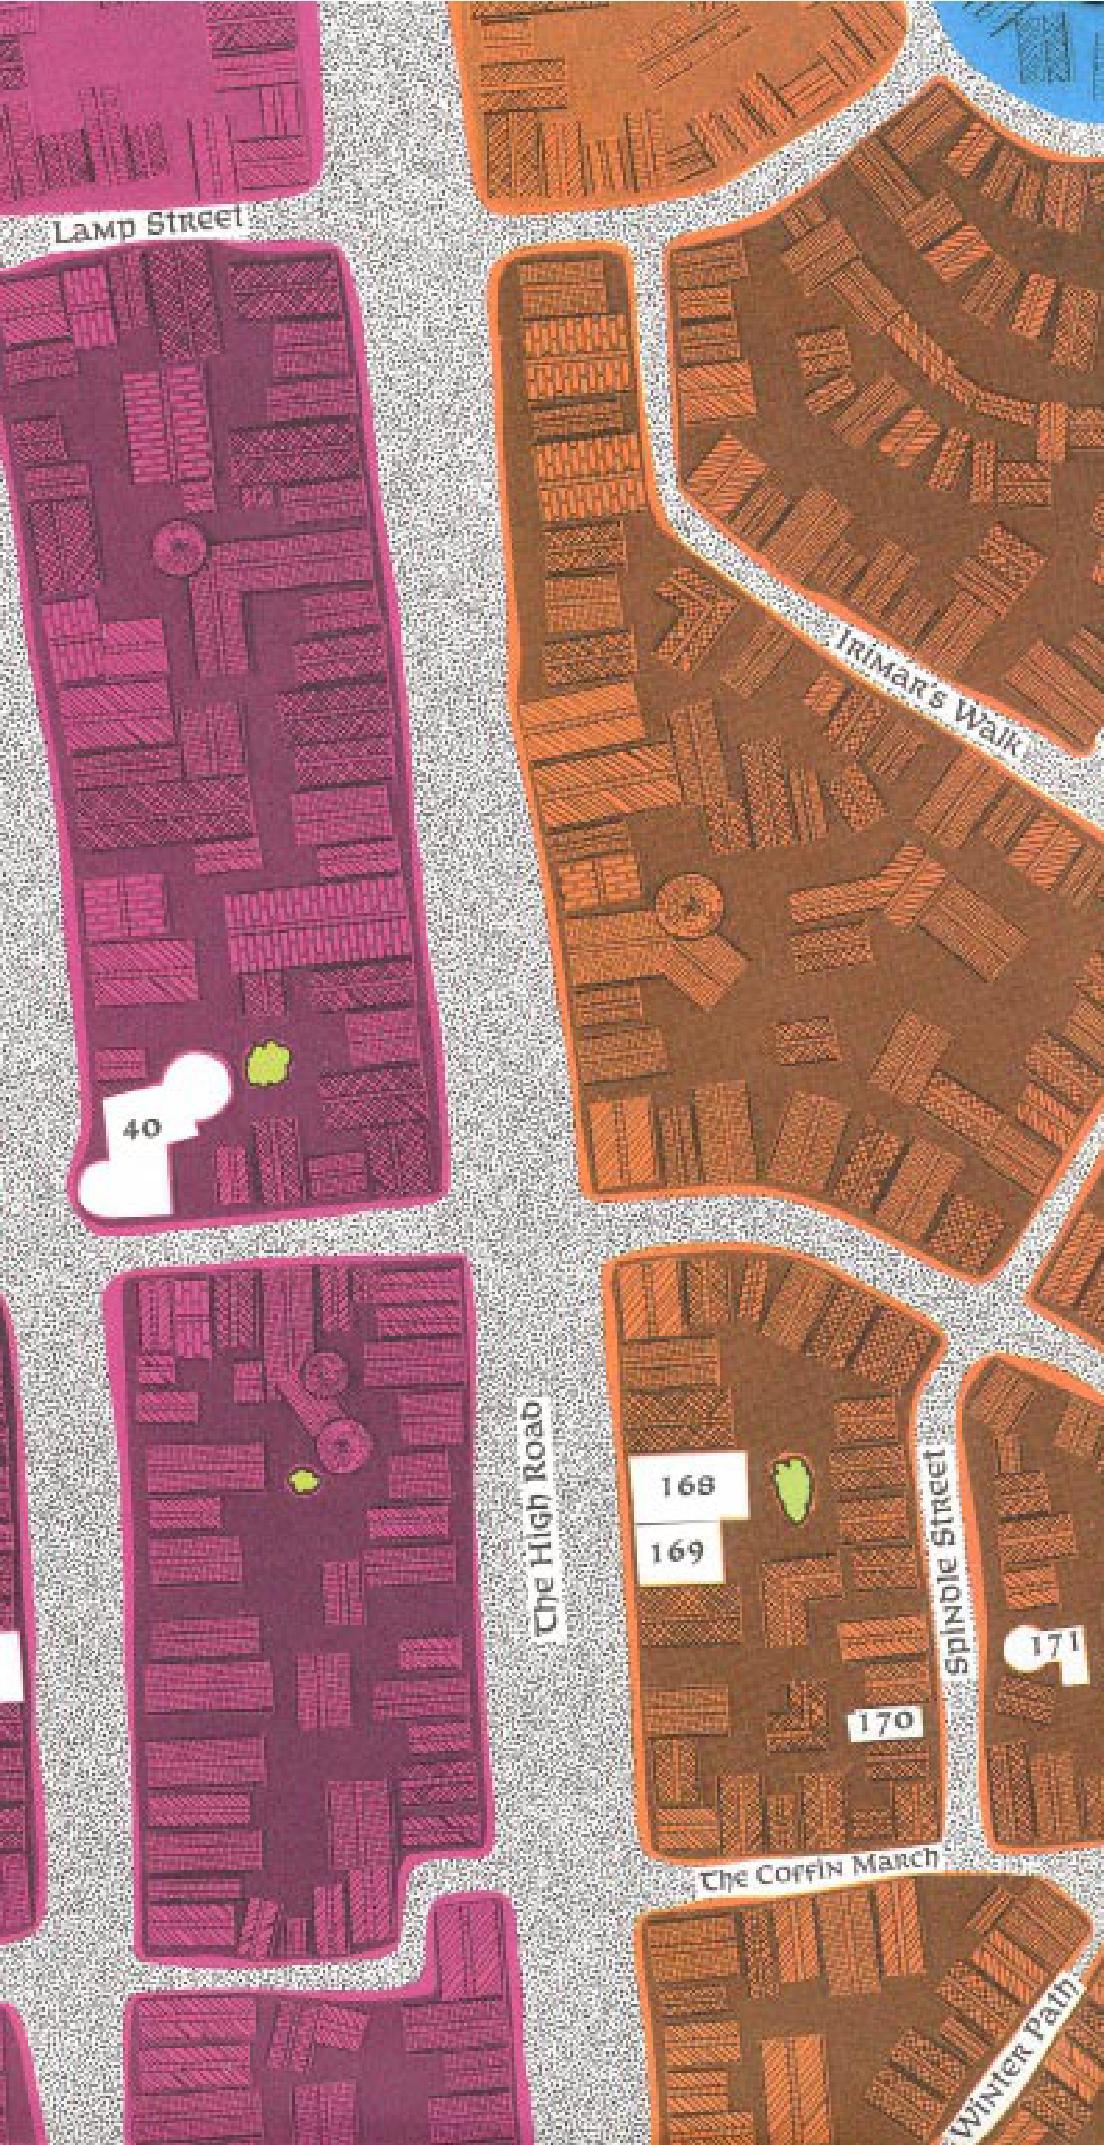 Lamp Street
Irimar's Walk
40
The High Road
168
169
Spindle Street
171
170
The Coffin March
Winter Path